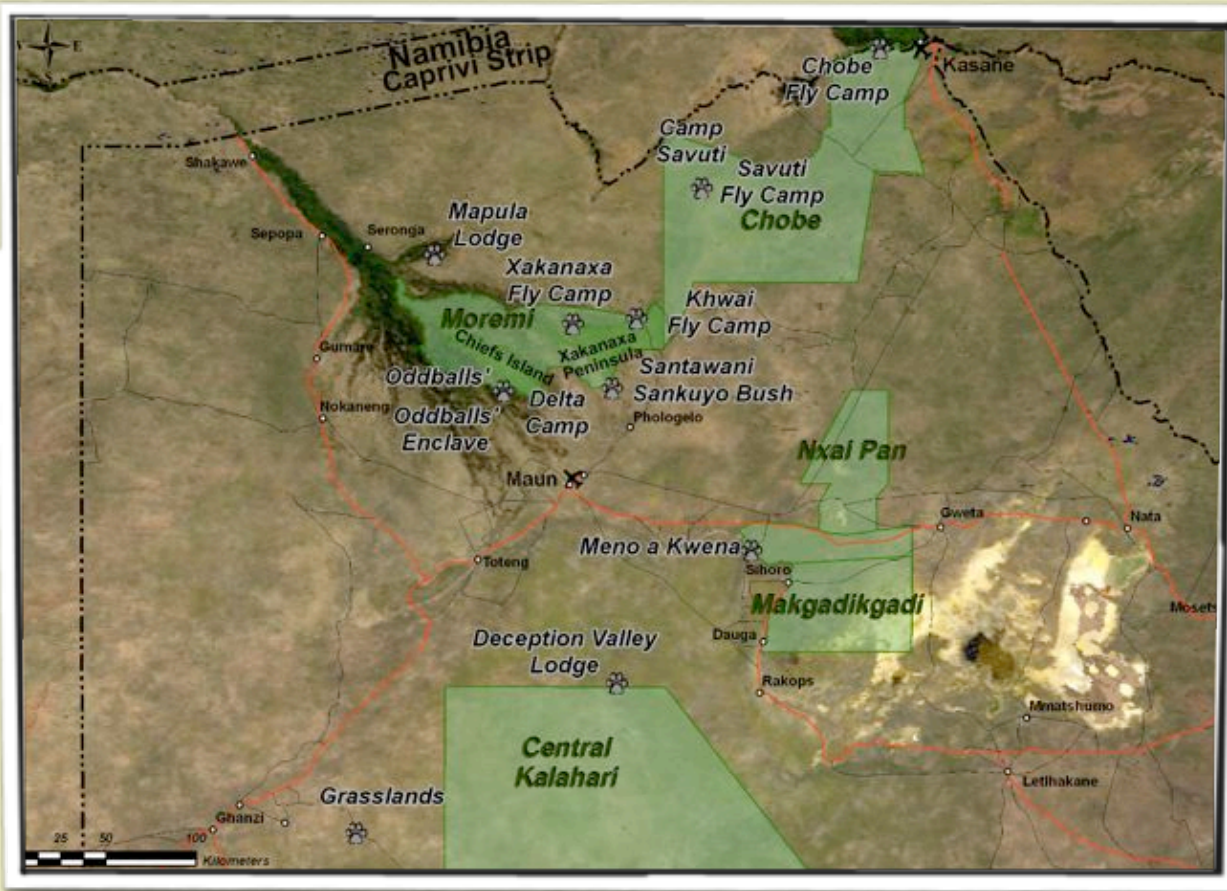 E
Namibia
Caprivi Strip
Chobe
Fly Camp
Kasane
Camp
Savuti
Savuti
Fly Camp
Chobe
Shakawe
Mapula
Lodge
Sepopa
Seronga
Xakanaxa
Fly Camp
Khwai
Fly Camp
Moremi
Chiefs Island
Xakanaxa
Peninsula
Gumare
Santawani
Sankuyo Bush
Oddballs'
Oddballs'
Enclave
Delta
Camp
Nokaneng
Phologelo
Nxai Pan
Maun
Gweta
Nata
Meno a Kwena
Sihoro
Toteng
Makgadikgadi
Mosets
Dauga
Deception Valley
Lodge
Rakops
Mmatshumo
Central
Kalahari
Letlhakane
Grasslands
Ghanzi
25 50 100
Kilometers